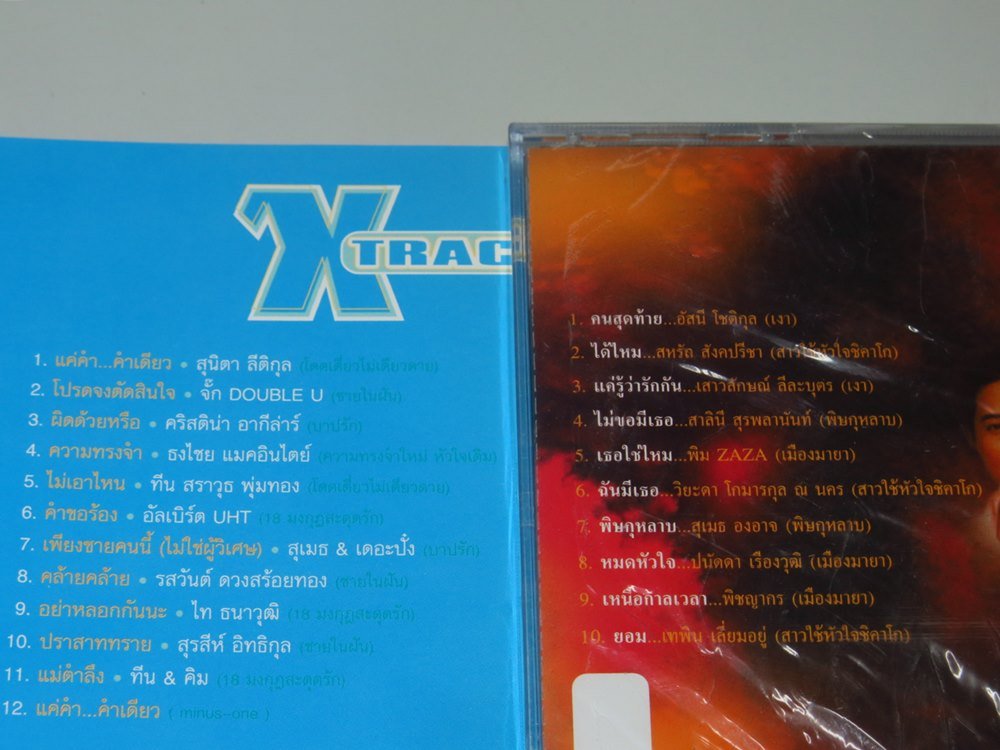 X TRAC
1. แค่คำ...คำเดียว • สุนิตา ลีติกุล (โดดเดี่ยวไม่เดียวดาย)
2. โปรดจงตัดสินใจ • จั๊ก DOUBLE U (ชายในฝัน)
3. ผิดด้วยหรือ • คริสติน่า อากีล่าร์ (บาปรัก)
4. ความทรงจำ • ธงไชย แมคอินไตย์ (ความทรงจำใหม่ หัวใจเดิม)
5. ไม่เอาไหน • ทีน สราวุธ พุ่มทอง (โดดเดี่ยวไม่เดียวดาย)
6. คำขอร้อง • อัลเบิร์ต UHT (18 มงกุฎสะดุดรัก)
7. เพียงชายคนนี้ (ไม่ใช่ผู้วิเศษ) • สุเมธ & เดอะปั๋ง (บาปรัก)
8. คล้ายคล้าย • รสวันต์ ดวงสร้อยทอง (ชายในฝัน)
9. อย่าหลอกกันนะ • ไท ธนาวุฒิ (18 มงกุฎสะดุดรัก)
10. ปราสาททราย • สุรสีห์ อิทธิกุล (ชายในฝัน)
11. แม่ตำลึง • ทีน & คิม (18 มงกุฎสะดุดรัก)
12. แค่คำ...คำเดียว ( minus-one )
1. คนสุดท้าย...อัสนี โชติกุล (เงา)
2. ได้ไหม...สหรัถ สังคปรีชา (สาวใช้หัวใจชิคาโก)
3. แค่รู้ว่ารักกัน...เสาวลักษณ์ ลีละบุตร (เงา)
4. ไม่ขอมีเธอ...สาลินี สุรพลานันท์ (พิษกุหลาบ)
5. เธอใช่ไหม...พิม ZAZA (เมืองมายา)
6. ฉันมีเธอ...วิยะดา โกมารกุล ณ นคร (สาวใช้หัวใจชิคาโก)
7. พิษกุหลาบ...สุเมธ องอาจ (พิษกุหลาบ)
8. หมดหัวใจ...ปนัดดา เรืองวุฒิ (เมืองมายา)
9. เหนือกาลเวลา...พิชญากร (เมืองมายา)
10. ยอม...เทพิน เลี่ยมอยู่ (สาวใช้หัวใจชิคาโก)